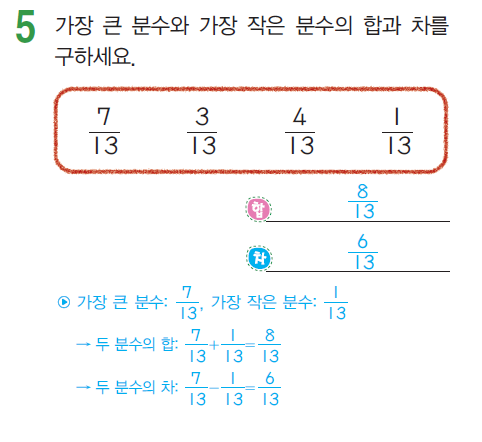 5 가장 큰 분수와 가장 작은 분수의 합과 차를
구하세요.
7/13 3/13 4/13 1/13
합 8/13
차 6/13
▶ 가장 큰 분수: 7/13, 가장 작은 분수: 1/13
→ 두 분수의 합: 7/13+1/13=8/13
→ 두 분수의 차: 7/13-1/13=6/13